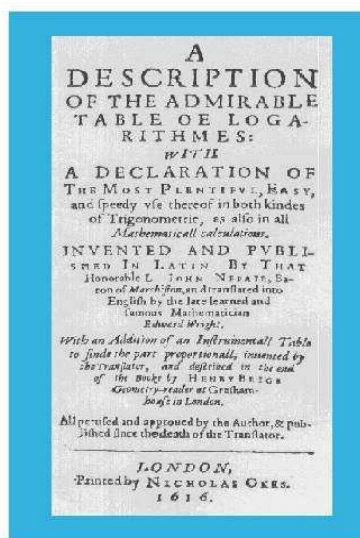 A
DESCRIPTION
OF THE ADMIRABLE
TABLE OE LOGA-
RITHMES:
WITH
A DECLARATION OF
THE MOST PLENTIFVL, EASY,
and speedy vse thereof in both kindes
of Trigonometrie, as also in all
Mathematicall calculations.
INVENTED AND PVBLI-
SHED IN LATIN BY THAT
Honorable L. IOHN NEPAIR, Ba-
ron of Marchiston, and translated into
English by the late learned and
famous Mathematician
Edward Wright.
With an Addition of an Instrumentall Table
to finde the part proportionall, inuented by
the translator, and described in the end
of the Booke by HENRY BRIGS
Geometry-reader at Gresham-
house in London.
All perused and approued by the Author, & pub-
lished since the death of the Translator.
LONDON,
Printed by NICHOLAS OKES.
1616.